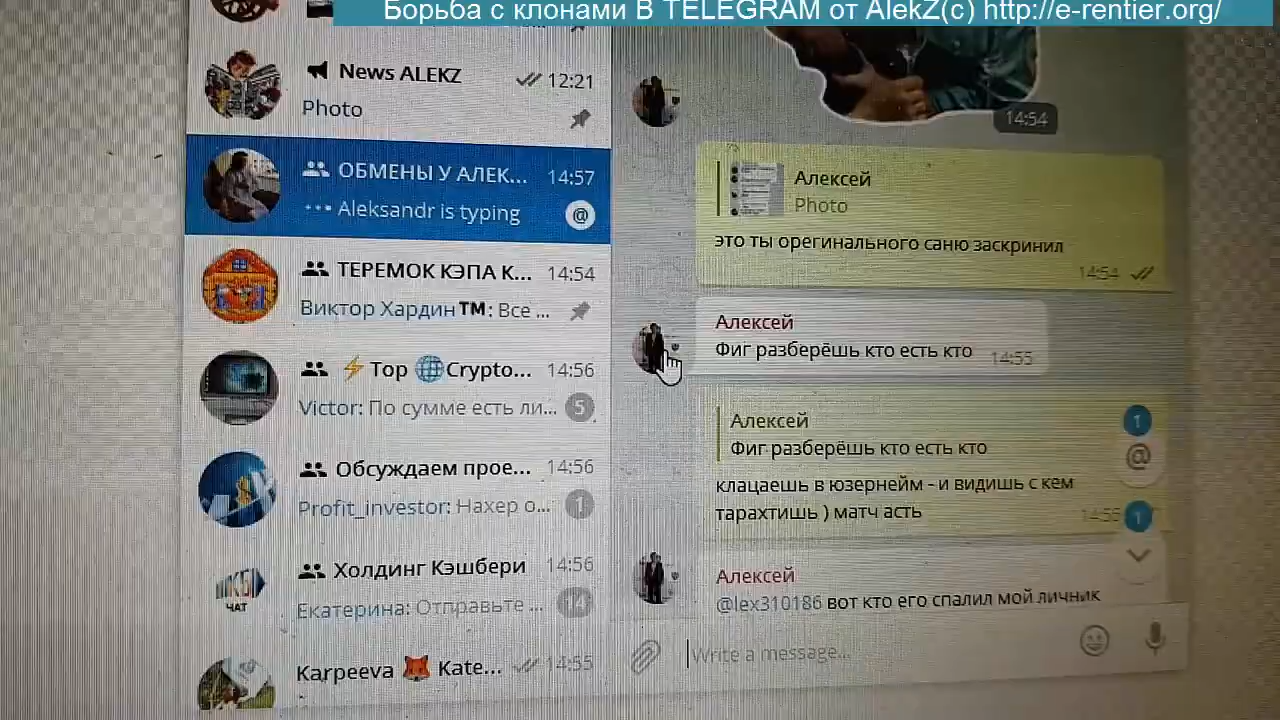 Борьба с клонами В TELEGRAM от AlekZ(c) http://e-rentier.org/
News ALEKZ 12:21
Photo
ОБМЕНЫ У АЛЕК... 14:57
Aleksandr is typing @
ТЕРЕМОК КЭПА К... 14:54
Виктор Хардин™: Все ...
Top Crypto... 14:56
Victor: По сумме есть ли... 5
Обсуждаем прое... 14:56
Profit_investor: Нахер о... 1
Холдинг Кэшбери 14:56
ЧАТ
Екатерина: Отправьте ... 14
Karpeeva Kate... 14:55
14:54
Алексей
Photo
это ты орегинального саню заскринил
14:54
Алексей
Фиг разберёшь кто есть кто 14:55
Алексей
Фиг разберёшь кто есть кто
1
@
клацаешь в юзернейм - и видишь с кем
тарахтишь ) матч асть 14:55
1
Алексей
@lex310186 вот кто его спалил мой личник
Write a message...